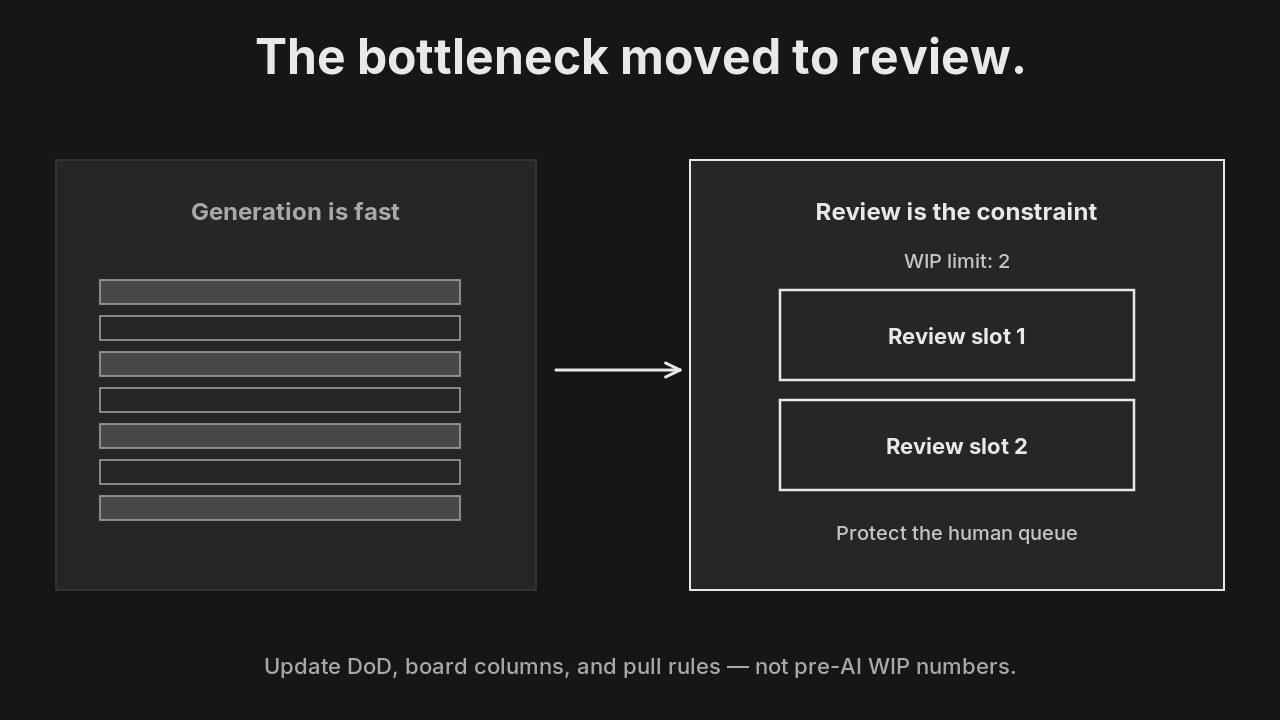 The bottleneck moved to review.
Generation is fast
Review is the constraint
WIP limit: 2
Review slot 1
Review slot 2
Protect the human queue
Update DoD, board columns, and pull rules — not pre-AI WIP numbers.